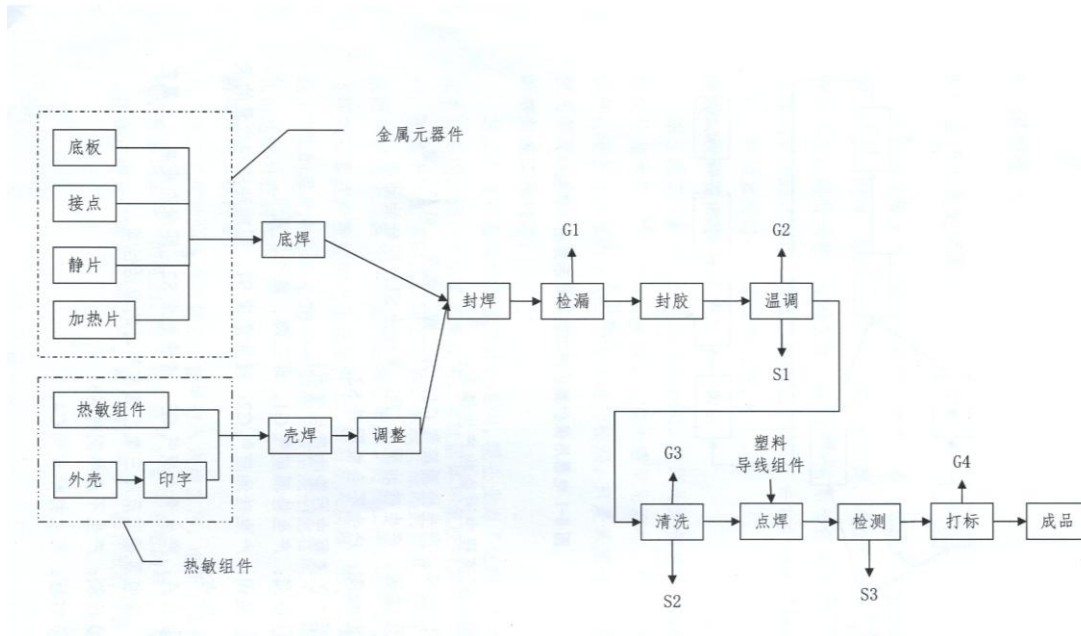 底板
接点
静片
加热片
金属元器件
底焊
热敏组件
外壳
印字
壳焊
调整
热敏组件
封焊
G1
检漏
封胶
G2
温调
S1
G3
清洗
S2
塑料
导线组件
点焊
检测
S3
G4
打标
成品